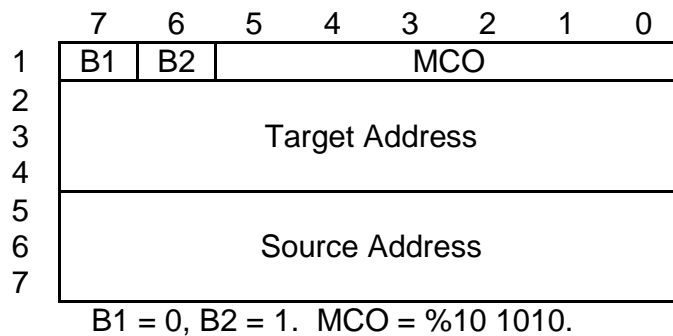 7 6 5 4 3 2 1 0
1 B1 B2 MCO
2
3 Target Address
4
5
6 Source Address
7
B1 = 0, B2 = 1. MCO = %10 1010.